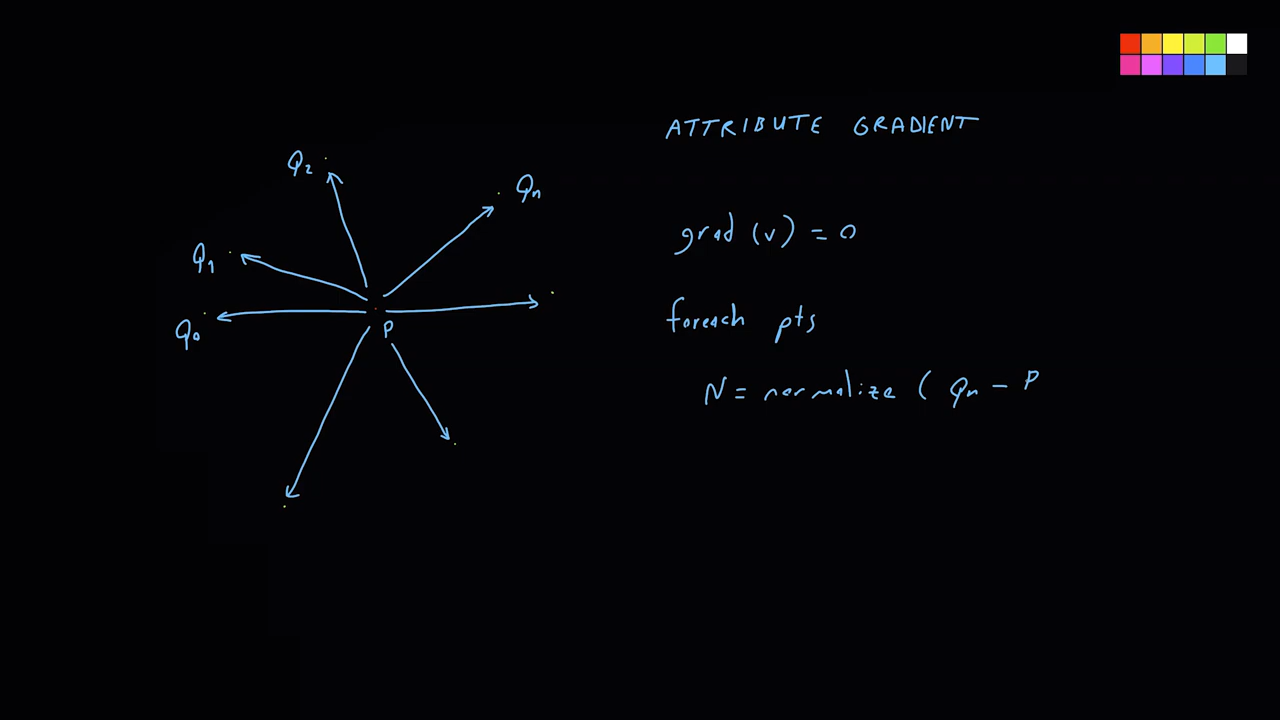 ATTRIBUTE GRADIENT
Q₂
Qₙ
grad (v) = 0
Q₁
foreach pts
Q₀
P
N = normalize ( Qₙ - P